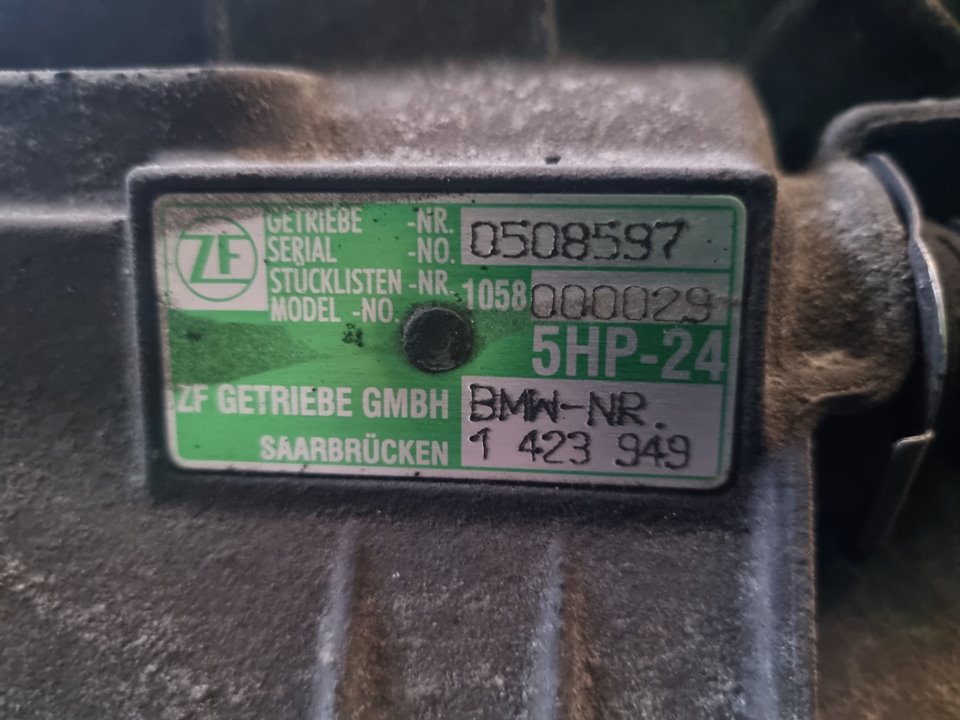 ZF
GETRIEBE -NR. 0508597
SERIAL -NO.
STÜCKLISTEN -NR. 1058 000029
MODEL -NO.
5HP-24
ZF GETRIEBE GMBH
SAARBRÜCKEN
BMW-NR.
1 423 949